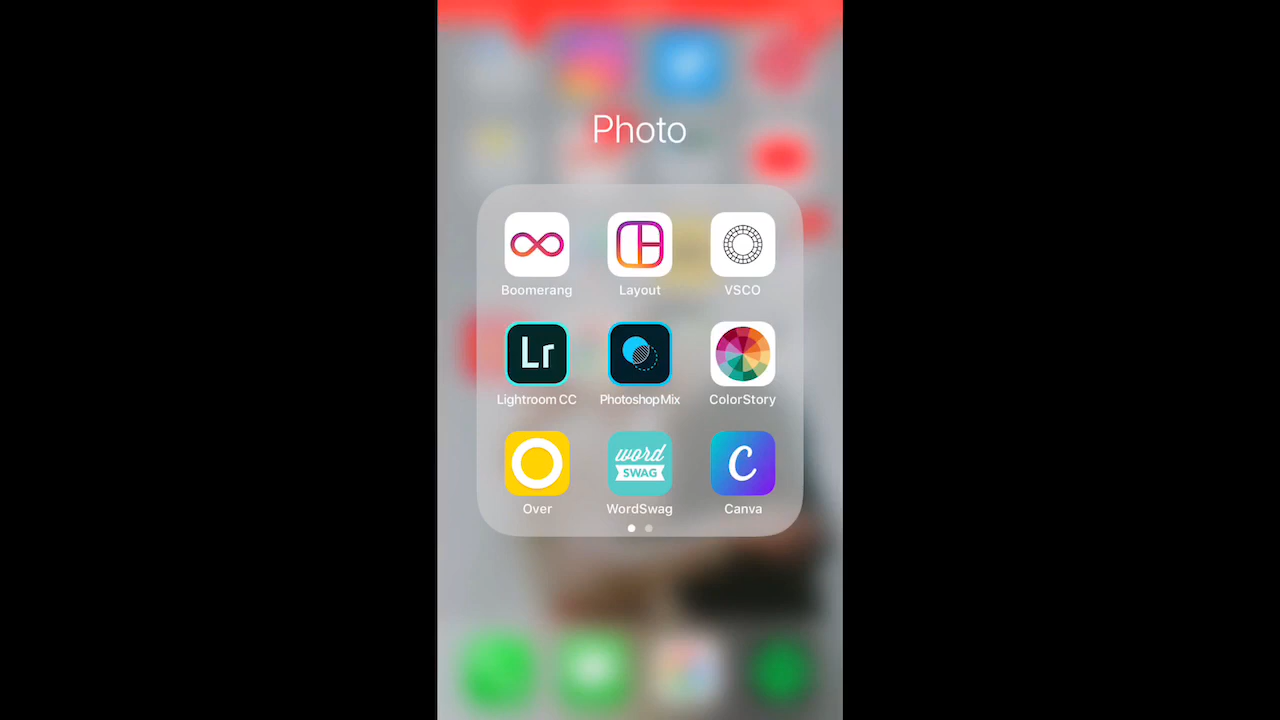 Photo
Boomerang
Layout
VSCO
Lr
Lightroom CC
PhotoshopMix
ColorStory
word
SWAG
C
Over
WordSwag
Canva